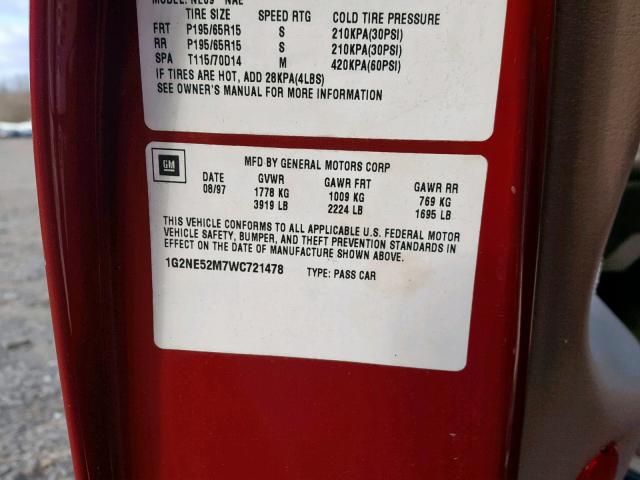 MODEL: NE69 NAE
TIRE SIZE SPEED RTG COLD TIRE PRESSURE
FRT P195/65R15 S 210KPA(30PSI)
RR P195/65R15 S 210KPA(30PSI)
SPA T115/70D14 M 420KPA(60PSI)
IF TIRES ARE HOT, ADD 28KPA(4LBS)
SEE OWNER'S MANUAL FOR MORE INFORMATION
GM
MFD BY GENERAL MOTORS CORP
DATE GVWR GAWR FRT GAWR RR
08/97 1778 KG 1009 KG 769 KG
3919 LB 2224 LB 1695 LB
THIS VEHICLE CONFORMS TO ALL APPLICABLE U.S. FEDERAL MOTOR
VEHICLE SAFETY, BUMPER, AND THEFT PREVENTION STANDARDS IN
EFFECT ON THE DATE OF MANUFACTURE SHOWN ABOVE.
1G2NE52M7WC721478 TYPE: PASS CAR